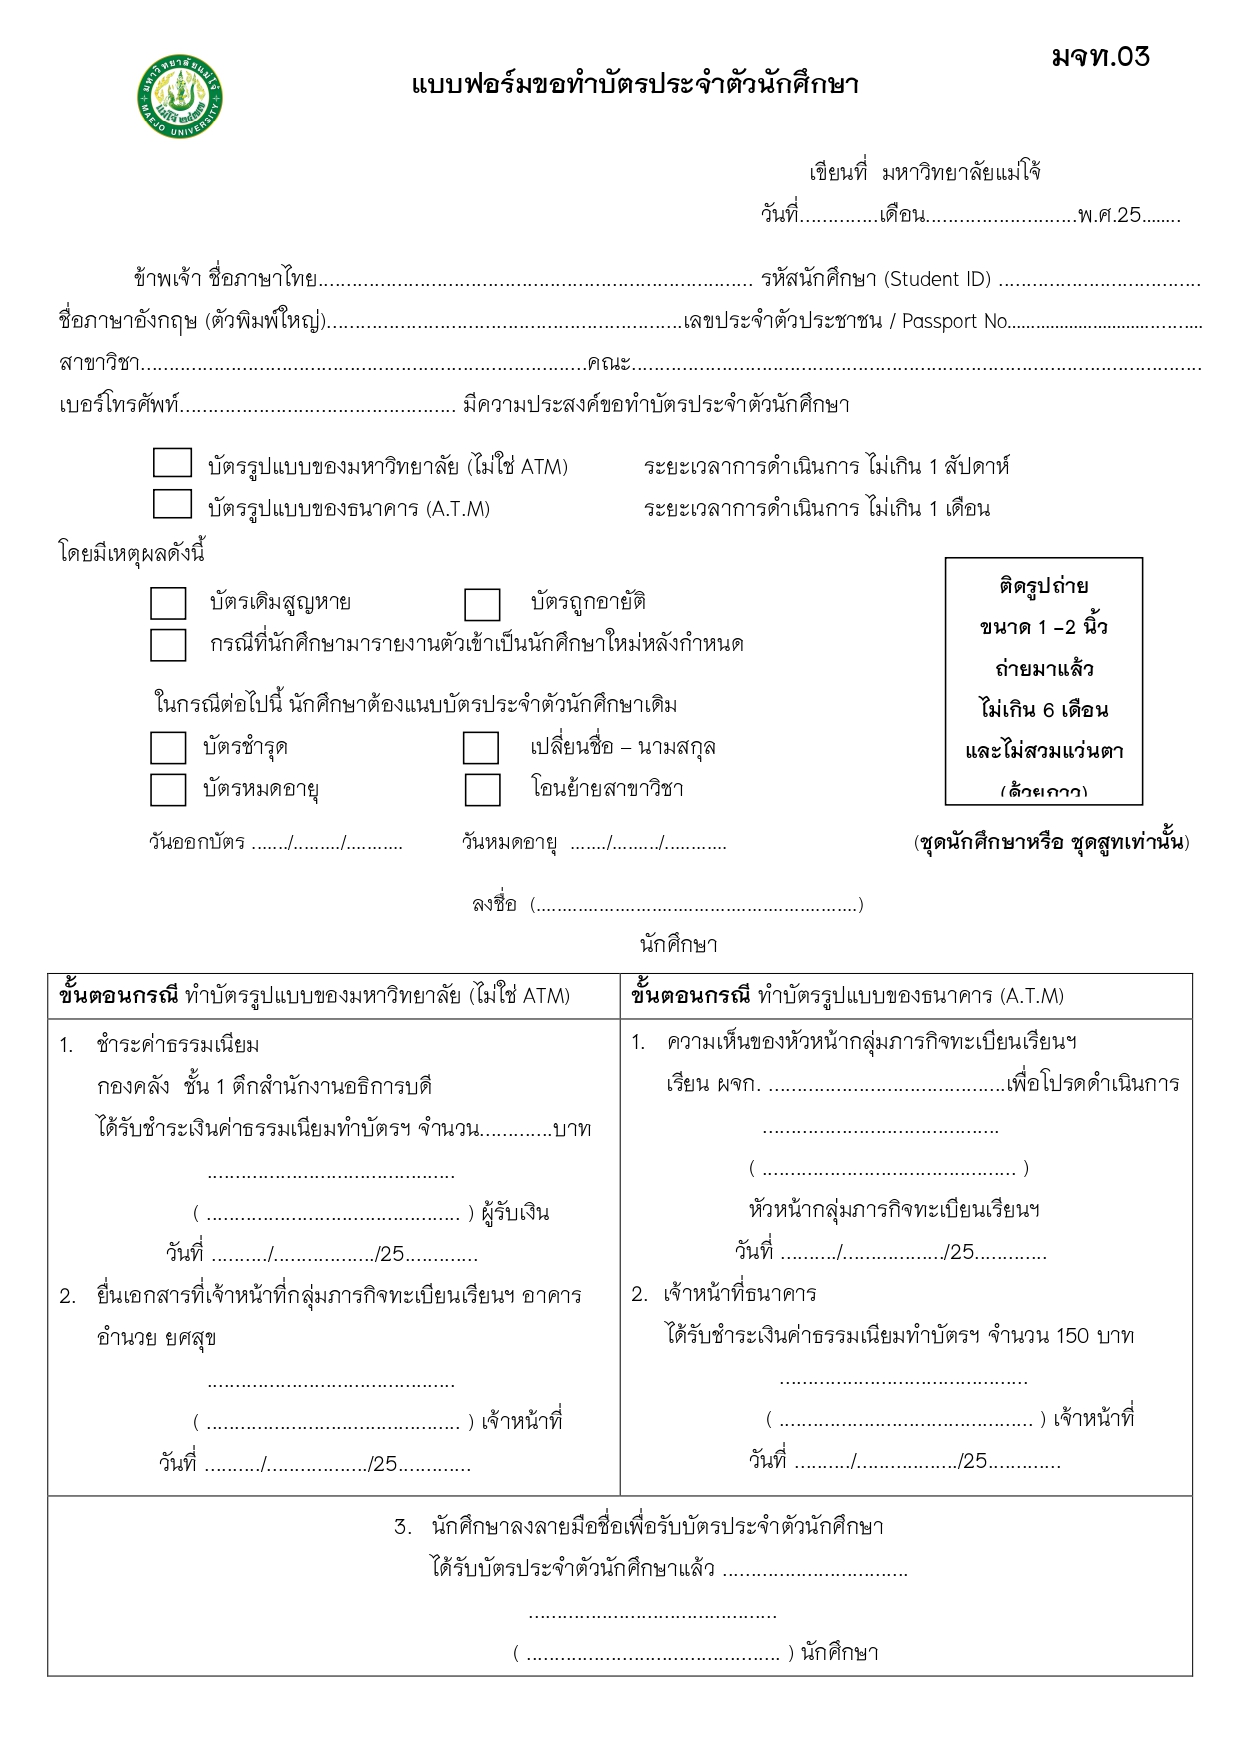 มจท.03
มหาวิทยาลัยแม่โจ้
MAEJO UNIVERSITY
แบบฟอร์มขอทำบัตรประจำตัวนักศึกษา
เขียนที่ มหาวิทยาลัยแม่โจ้
วันที่..............เดือน...........................พ.ศ.25........
ข้าพเจ้า ชื่อภาษาไทย............................................................................. รหัสนักศึกษา (Student ID) ....................................
ชื่อภาษาอังกฤษ (ตัวพิมพ์ใหญ่)...............................................................เลขประจำตัวประชาชน / Passport No.......................................
สาขาวิชา...............................................................................คณะ.....................................................................................................
เบอร์โทรศัพท์................................................. มีความประสงค์ขอทำบัตรประจำตัวนักศึกษา
บัตรรูปแบบของมหาวิทยาลัย (ไม่ใช่ ATM) ระยะเวลาการดำเนินการ ไม่เกิน 1 สัปดาห์
บัตรรูปแบบของธนาคาร (A.T.M) ระยะเวลาการดำเนินการ ไม่เกิน 1 เดือน
โดยมีเหตุผลดังนี้
บัตรเดิมสูญหาย บัตรถูกอายัติ
กรณีที่นักศึกษามารายงานตัวเข้าเป็นนักศึกษาใหม่หลังกำหนด
ในกรณีต่อไปนี้ นักศึกษาต้องแนบบัตรประจำตัวนักศึกษาเดิม
บัตรชำรุด เปลี่ยนชื่อ – นามสกุล
บัตรหมดอายุ โอนย้ายสาขาวิชา
ติดรูปถ่าย
ขนาด 1 –2 นิ้ว
ถ่ายมาแล้ว
ไม่เกิน 6 เดือน
และไม่สวมแว่นตา
(ด้วยกาว)
วันออกบัตร ......./........./.......... วันหมดอายุ ......./........./........... (ชุดนักศึกษาหรือ ชุดสูทเท่านั้น)
ลงชื่อ (..............................................................)
นักศึกษา
ขั้นตอนกรณี ทำบัตรรูปแบบของมหาวิทยาลัย (ไม่ใช่ ATM)
1. ชำระค่าธรรมเนียม
กองคลัง ชั้น 1 ตึกสำนักงานอธิการบดี
ได้รับชำระเงินค่าธรรมเนียมทำบัตรฯ จำนวน.............บาท
............................................
( ............................................. ) ผู้รับเงิน
วันที่ ........../................../25.............
2. ยื่นเอกสารที่เจ้าหน้าที่กลุ่มภารกิจทะเบียนเรียนฯ อาคาร
อำนวย ยศสุข
............................................
( ............................................. ) เจ้าหน้าที่
วันที่ ........../................../25.............
ขั้นตอนกรณี ทำบัตรรูปแบบของธนาคาร (A.T.M)
1. ความเห็นของหัวหน้ากลุ่มภารกิจทะเบียนเรียนฯ
เรียน ผจก. ..........................................เพื่อโปรดดำเนินการ
..........................................
( ............................................. )
หัวหน้ากลุ่มภารกิจทะเบียนเรียนฯ
วันที่ ........../................../25.............
2. เจ้าหน้าที่ธนาคาร
ได้รับชำระเงินค่าธรรมเนียมทำบัตรฯ จำนวน 150 บาท
............................................
( ............................................. ) เจ้าหน้าที่
วันที่ ........../................../25.............
3. นักศึกษาลงลายมือชื่อเพื่อรับบัตรประจำตัวนักศึกษา
ได้รับบัตรประจำตัวนักศึกษาแล้ว .................................
............................................
( ............................................. ) นักศึกษา